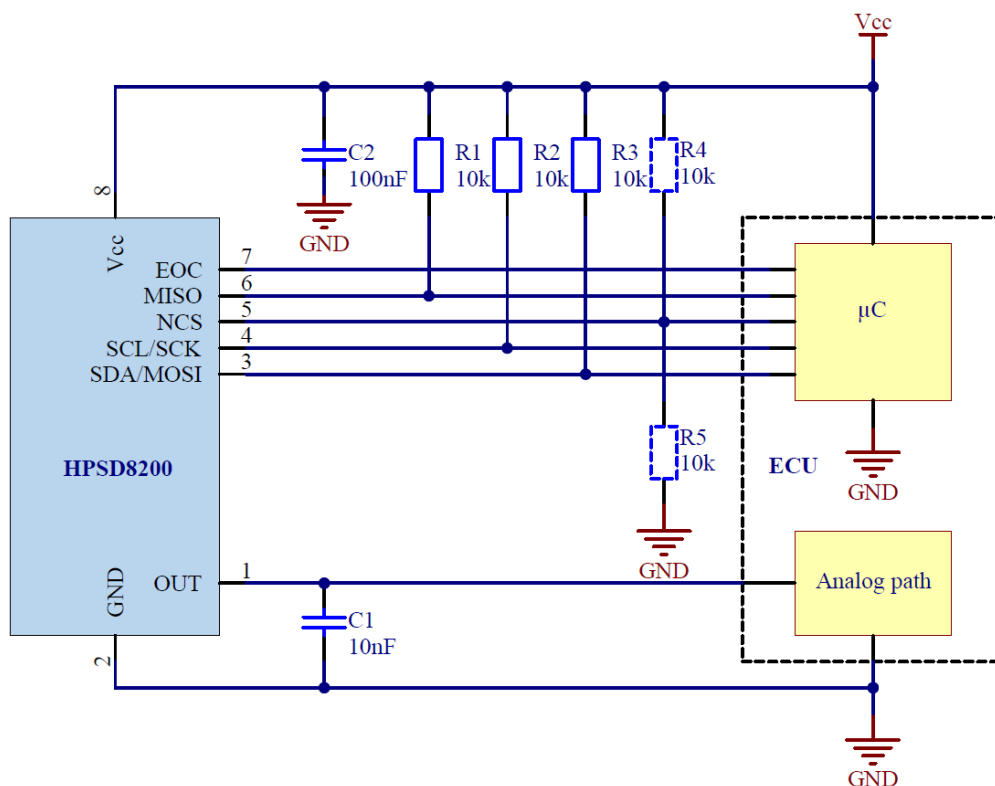 Vcc
C2
100nF
R1
10k
R2
10k
R3
10k
R4
10k
GND
8
Vcc
EOC
7
MISO
6
NCS
5
SCL/SCK
4
SDA/MOSI
3
µC
HPSD8200
R5
10k
ECU
GND
GND
OUT
1
Analog path
GND
2
C1
10nF
GND